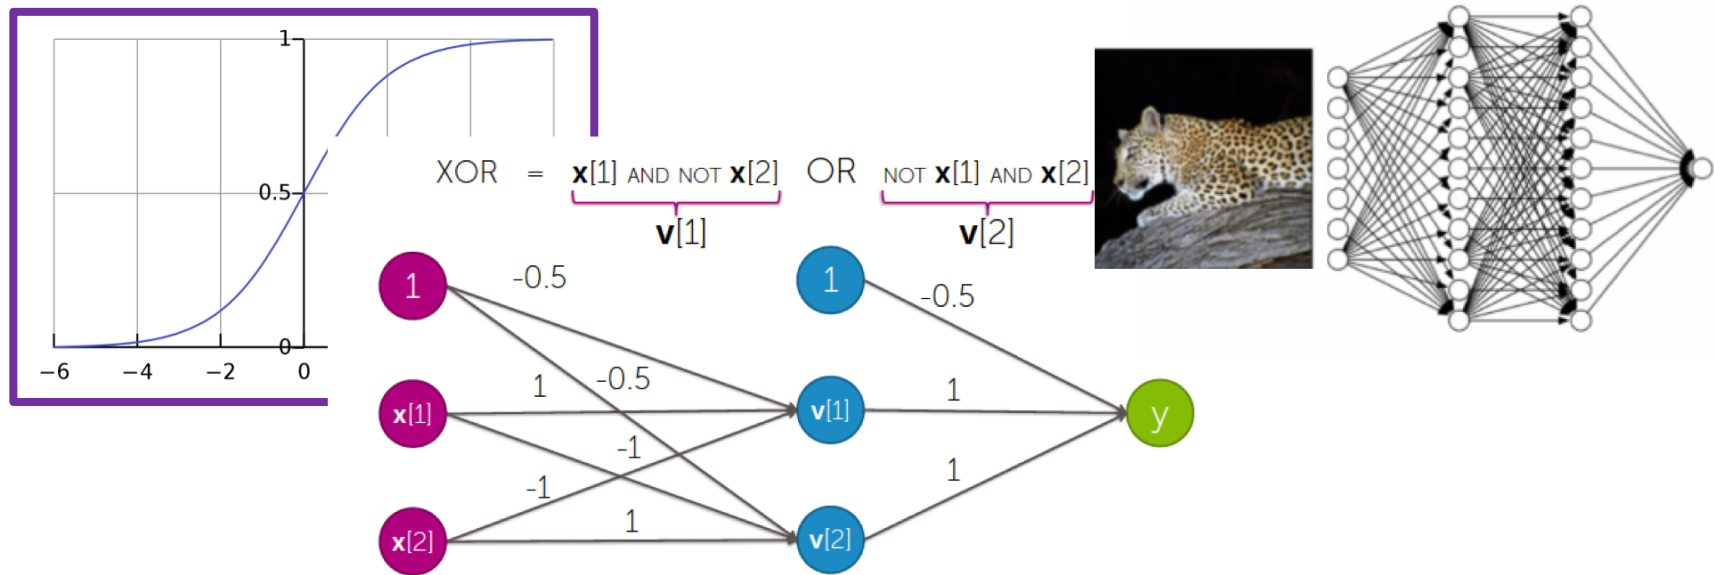 1
0.5
0
−6 −4 −2 0
XOR = x[1] AND NOT x[2] OR NOT x[1] AND x[2]
v[1] v[2]
1 -0.5 1 -0.5
x[1] 1 -0.5 v[1] 1 y
-1
-1 1
x[2] 1 v[2]